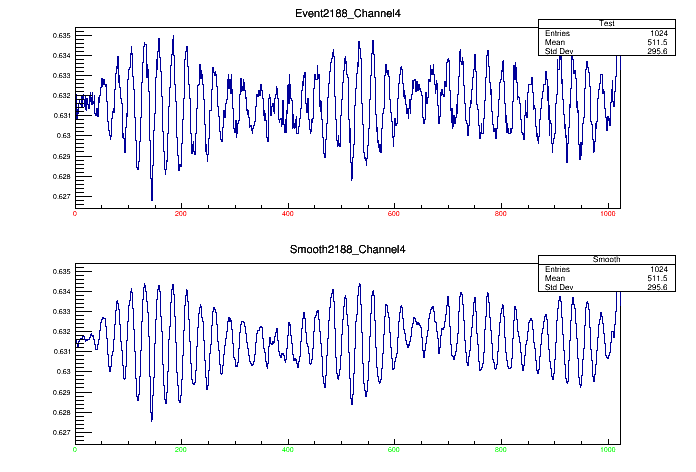 Event2188_Channel4
Test
Entries 1024
Mean 511.5
Std Dev 295.6
0.635
0.634
0.633
0.632
0.631
0.63
0.629
0.628
0.627
0 200 400 600 800 1000
Smooth2188_Channel4
Smooth
Entries 1024
Mean 511.5
Std Dev 295.6
0.635
0.634
0.633
0.632
0.631
0.63
0.629
0.628
0.627
0 200 400 600 800 1000